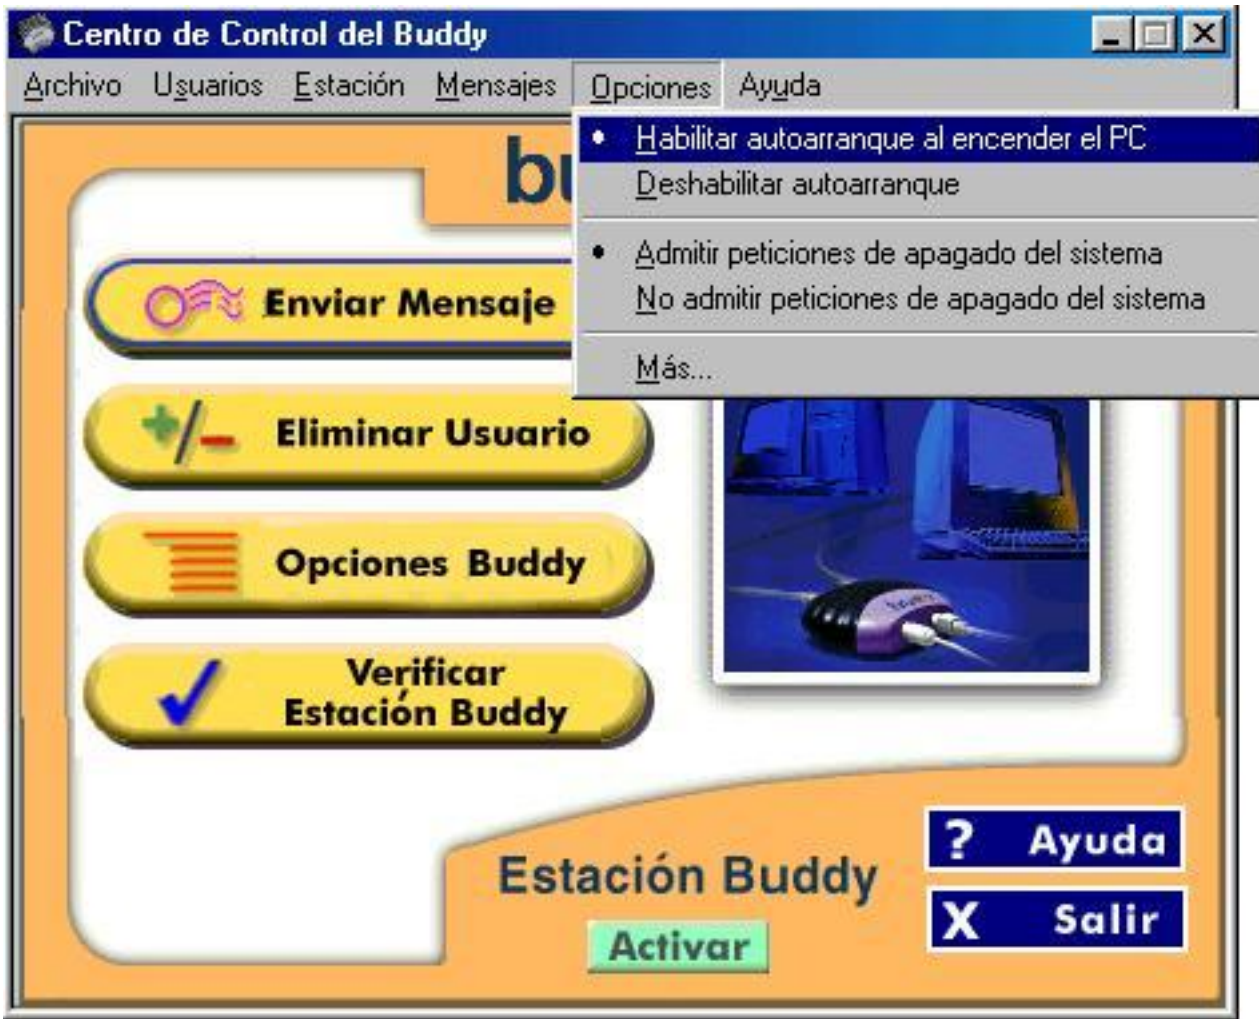 Centro de Control del Buddy
Archivo Usuarios Estación Mensajes Opciones Ayuda
Habilitar autoarranque al encender el PC
Deshabilitar autoarranque
Admitir peticiones de apagado del sistema
No admitir peticiones de apagado del sistema
Más...
Enviar Mensaje
+/- Eliminar Usuario
Opciones Buddy
Verificar
Estación Buddy
Estación Buddy
Activar
? Ayuda
X Salir